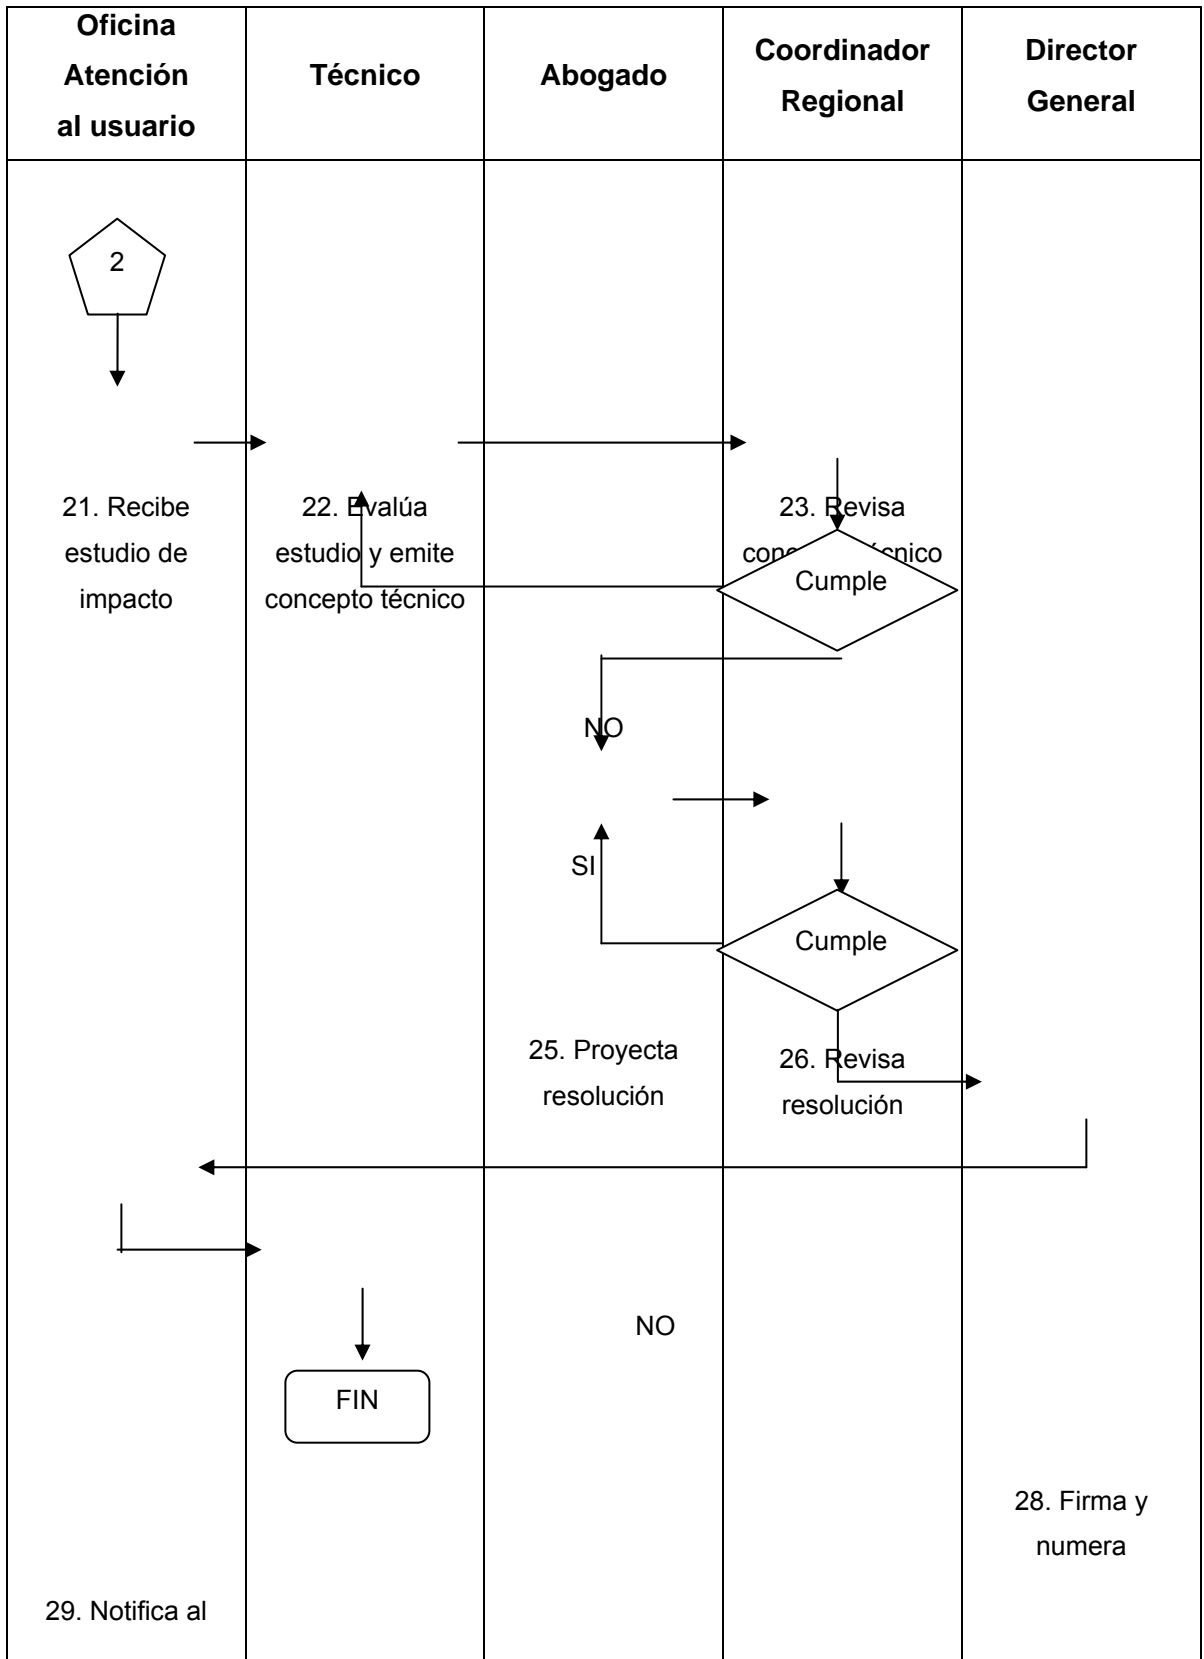 Oficina
Atención
al usuario
Técnico
Abogado
Coordinador
Regional
Director
General
2
21. Recibe
estudio de
impacto
22. Evalúa
estudio y emite
concepto técnico
23. Revisa
técnico
Cumple
NO
SI
Cumple
25. Proyecta
resolución
26. Revisa
resolución
NO
FIN
28. Firma y
numera
29. Notifica al